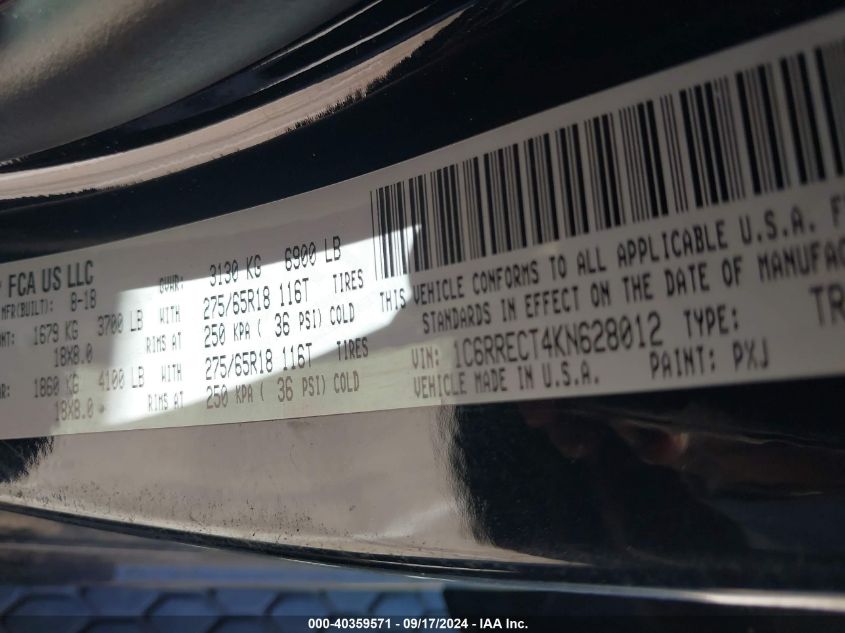 FCA US LLC
MFR(BUILT): 8-18 GVWR: 3130 KG 6900 LB
1679 KG 3700 LB WITH 275/65R18 116T TIRES
18X8.0 RIMS AT 250 KPA ( 36 PSI) COLD
1860 KG 4100 LB WITH 275/65R18 116T TIRES
18X8.0 RIMS AT 250 KPA ( 36 PSI) COLD
THIS VEHICLE CONFORMS TO ALL APPLICABLE U.S.A.
STANDARDS IN EFFECT ON THE DATE OF
VIN: 1C6RRECT4KN628012 TYPE:
VEHICLE MADE IN U.S.A. PAINT: PXJ
000-40359571 - 09/17/2024 - IAA Inc.